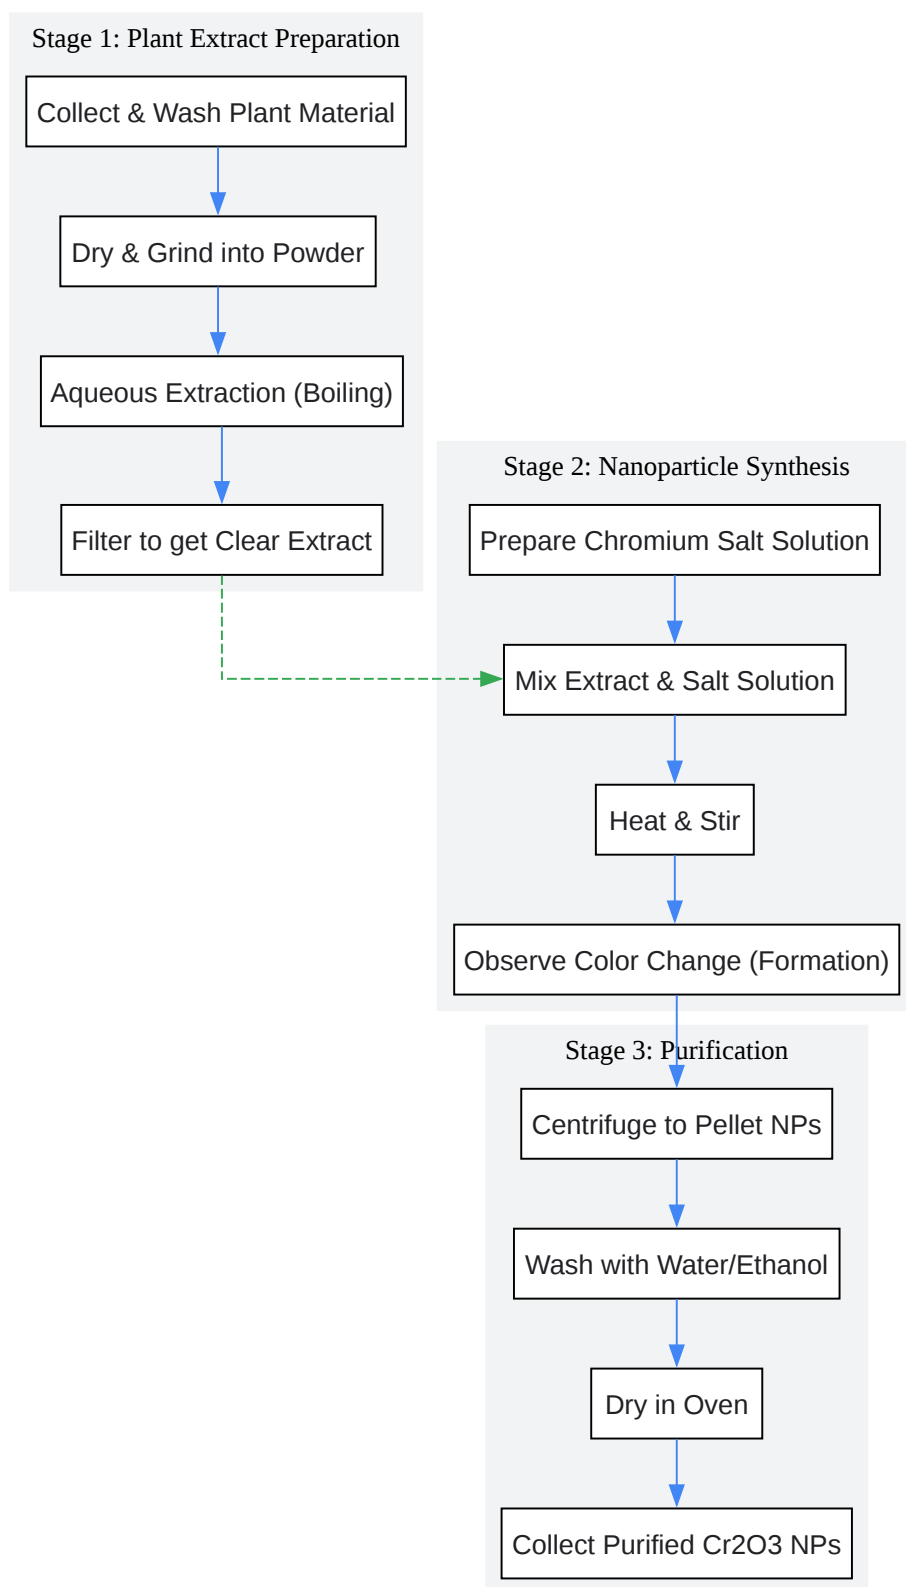 Stage 1: Plant Extract Preparation
Collect & Wash Plant Material
Dry & Grind into Powder
Aqueous Extraction (Boiling)
Filter to get Clear Extract
Stage 2: Nanoparticle Synthesis
Prepare Chromium Salt Solution
Mix Extract & Salt Solution
Heat & Stir
Observe Color Change (Formation)
Stage 3: Purification
Centrifuge to Pellet NPs
Wash with Water/Ethanol
Dry in Oven
Collect Purified Cr2O3 NPs